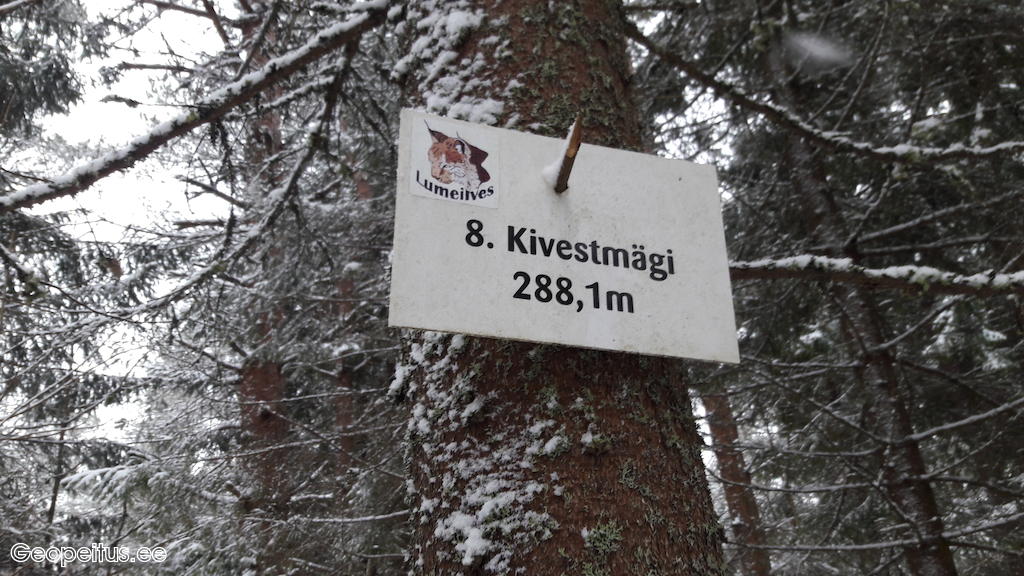 Lumeilves
8. Kivestmägi
288,1m
Geopeitus.ee